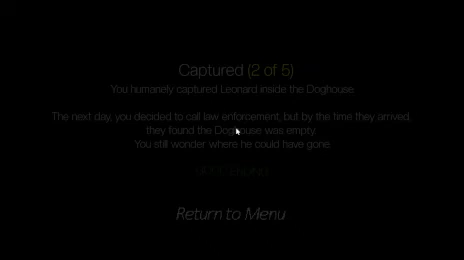 Captured (2 of 5)
You humanely captured Leonard inside the Doghouse.
The next day, you decided to call law enforcement, but by the time they arrived,
they found the Doghouse was empty.
You still wonder where he could have gone.
ENDING
Return to Menu